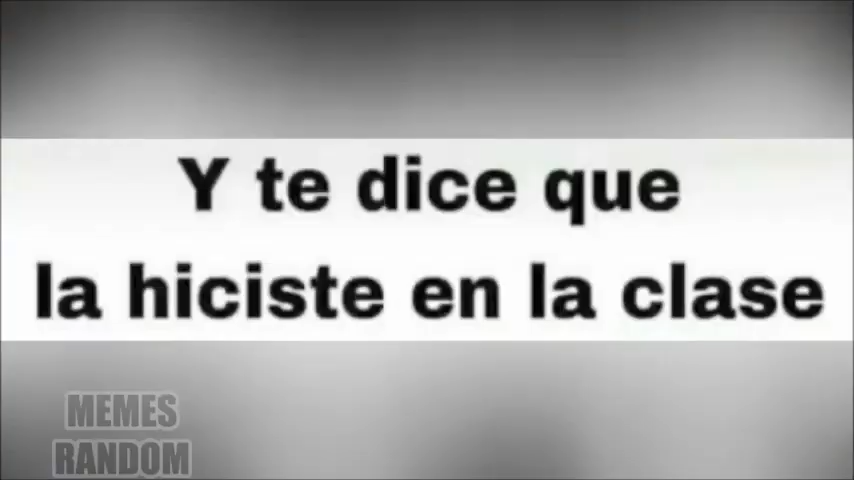 Y te dice que
la hiciste en la clase
MEMES
RANDOM